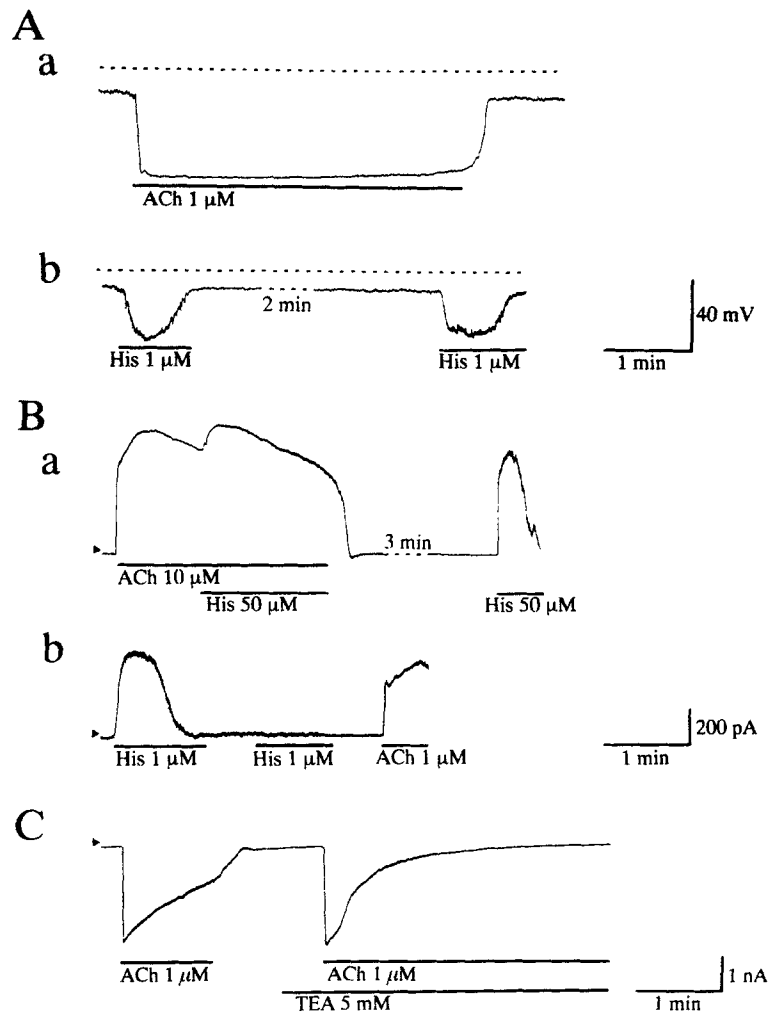 A
a
ACh 1 μM
b
2 min
40 mV
His 1 μM
His 1 μM
1 min
B
a
3 min
ACh 10 μM
His 50 μM
His 50 μM
b
200 pA
His 1 μM
His 1 μM
ACh 1 μM
1 min
C
ACh 1 μM
ACh 1 μM
1 nA
TEA 5 mM
1 min